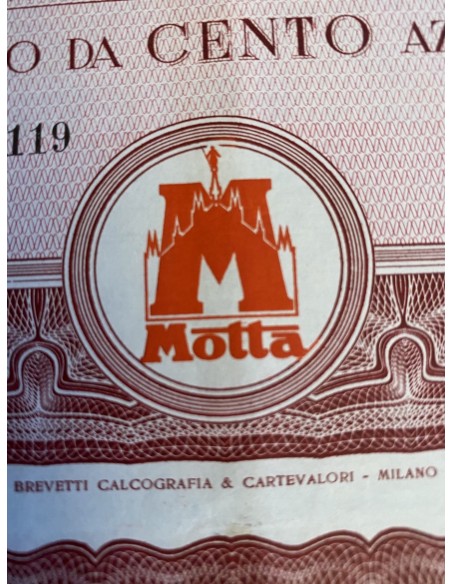 O DA CENTO AZ
119
M
Motta
BREVETTI CALCOGRAFIA & CARTEVALORI - MILANO